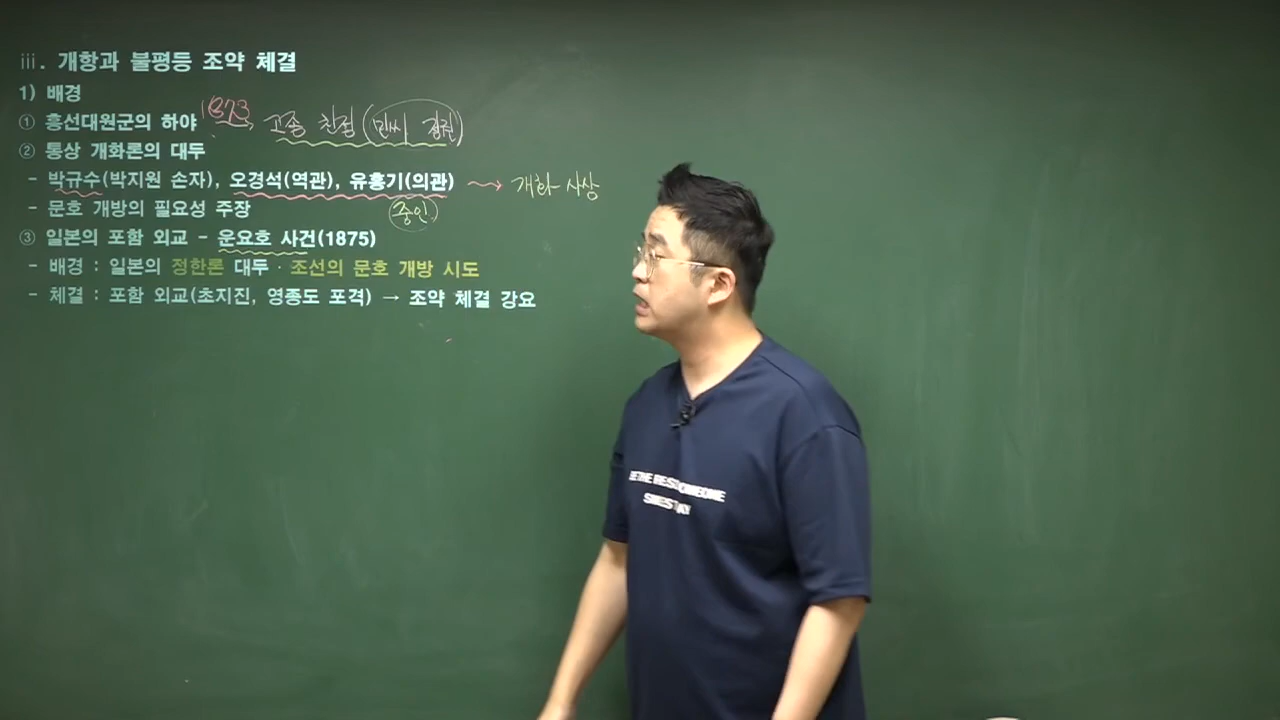 ⅲ. 개항과 불평등 조약 체결
1) 배경
① 흥선대원군의 하야 1873 고종 친정(민씨 정권)
② 통상 개화론의 대두
- 박규수(박지원 손자), 오경석(역관), 유홍기(의관) → 개화 사상
- 문호 개방의 필요성 주장 (중인)
③ 일본의 포함 외교 - 운요호 사건(1875)
- 배경 : 일본의 정한론 대두 · 조선의 문호 개방 시도
- 체결 : 포함 외교(초지진, 영종도 포격) → 조약 체결 강요